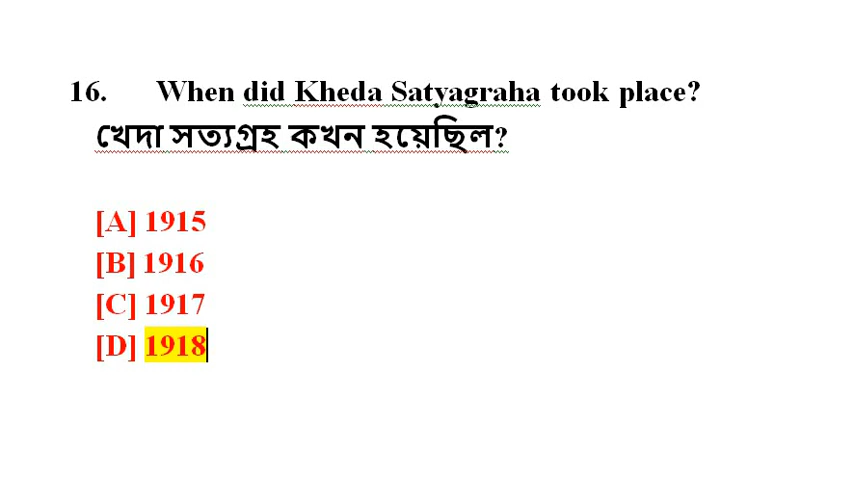 16. When did Kheda Satyagraha took place?
খেদা সত্যগ্রহ কখন হয়েছিল?
[A] 1915
[B] 1916
[C] 1917
[D] 1918